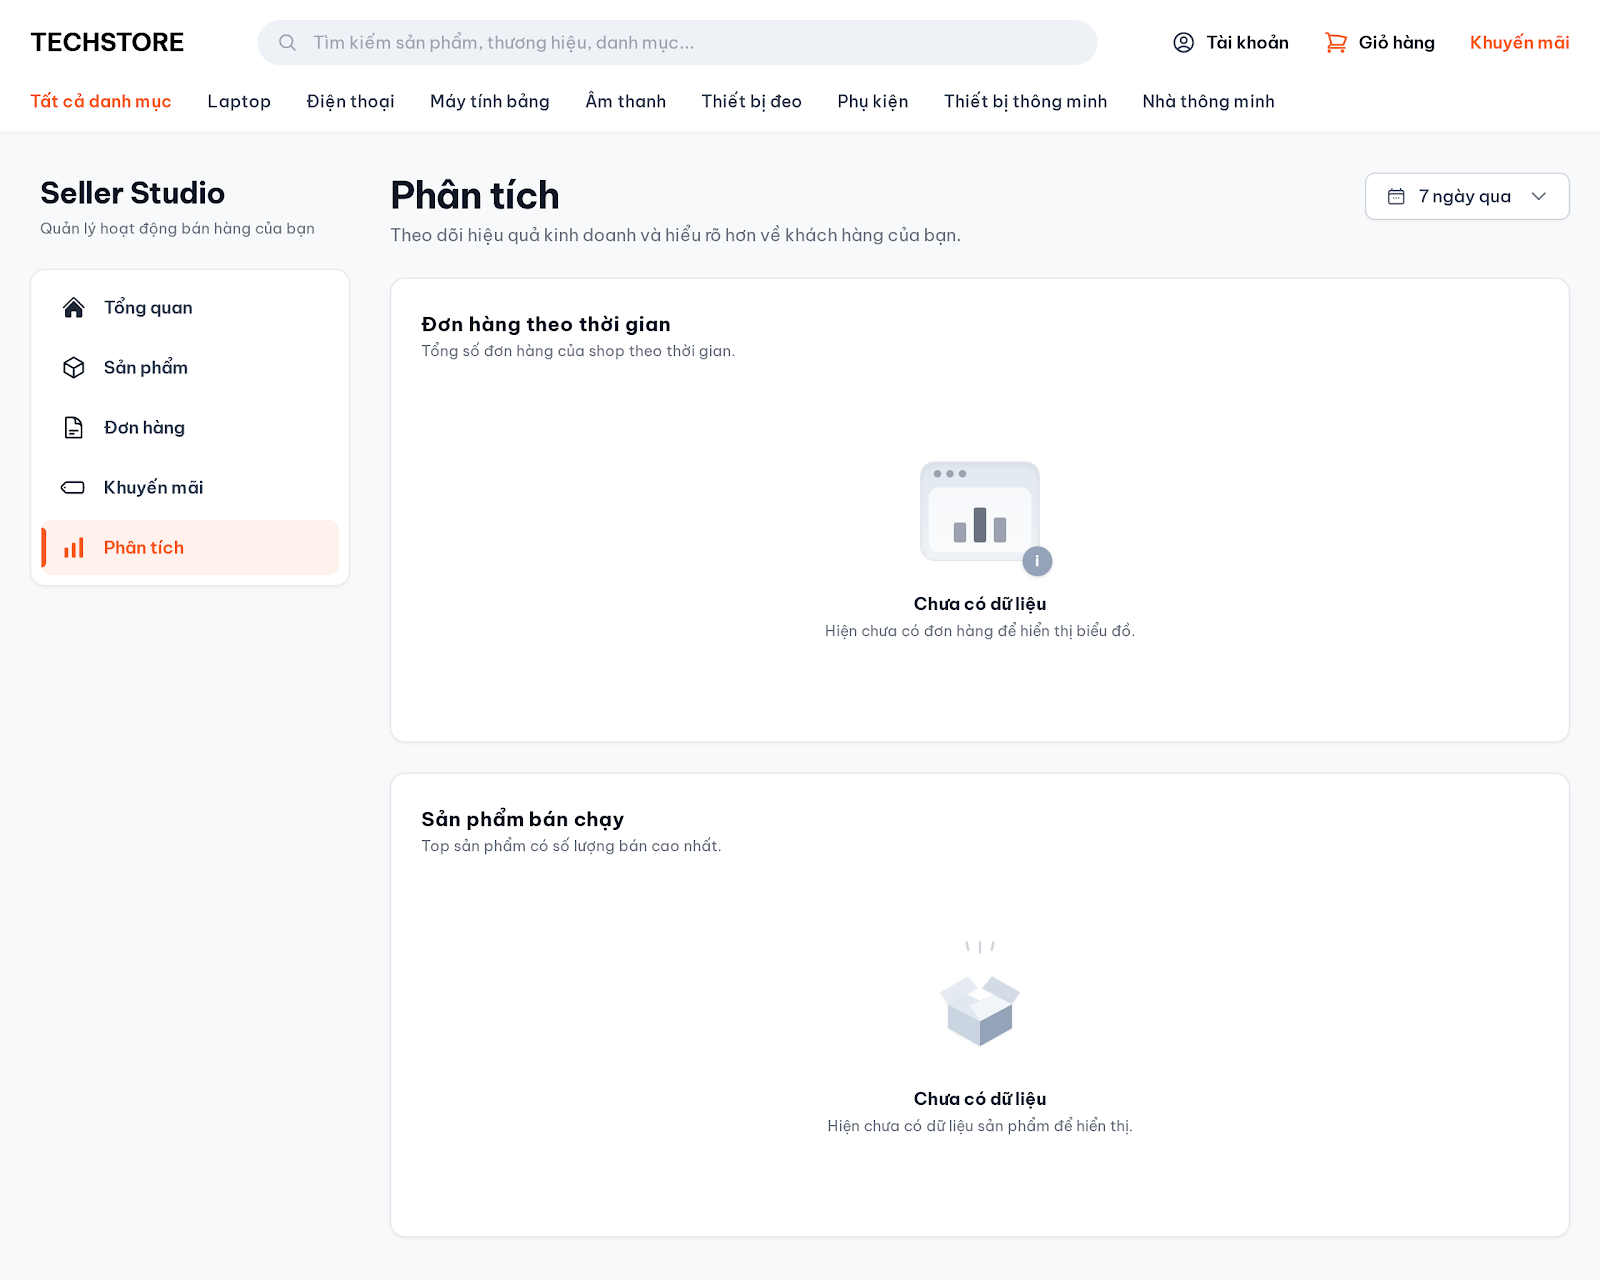 TECHSTORE
Tìm kiếm sản phẩm, thương hiệu, danh mục...
Tài khoản
Giỏ hàng
Khuyến mãi
Tất cả danh mục
Laptop
Điện thoại
Máy tính bảng
Âm thanh
Thiết bị đeo
Phụ kiện
Thiết bị thông minh
Nhà thông minh
Seller Studio
Quản lý hoạt động bán hàng của bạn
Tổng quan
Sản phẩm
Đơn hàng
Khuyến mãi
Phân tích
Phân tích
Theo dõi hiệu quả kinh doanh và hiểu rõ hơn về khách hàng của bạn.
7 ngày qua
Đơn hàng theo thời gian
Tổng số đơn hàng của shop theo thời gian.
i
Chưa có dữ liệu
Hiện chưa có đơn hàng để hiển thị biểu đồ.
Sản phẩm bán chạy
Top sản phẩm có số lượng bán cao nhất.
Chưa có dữ liệu
Hiện chưa có dữ liệu sản phẩm để hiển thị.